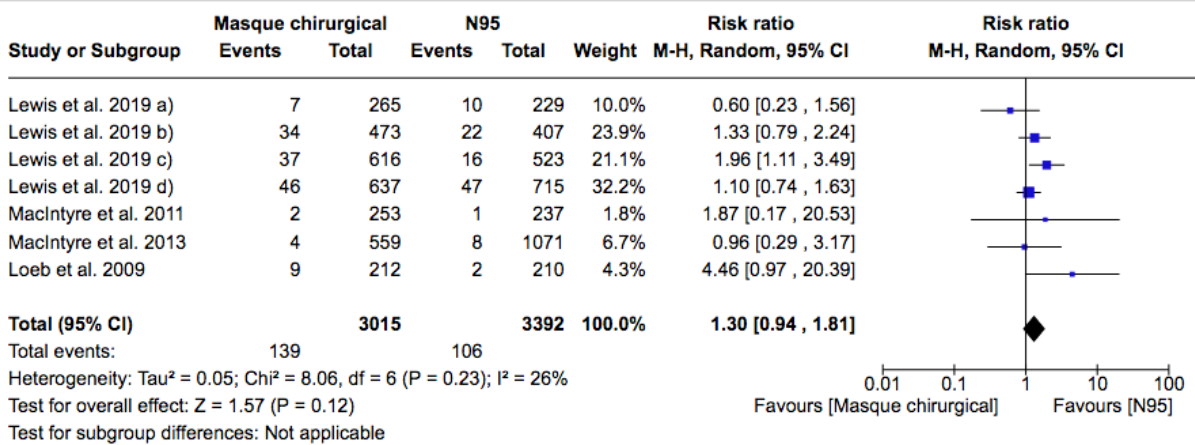 Masque chirurgical N95 Risk ratio Risk ratio
Study or Subgroup Events Total Events Total Weight M-H, Random, 95% CI M-H, Random, 95% CI
Lewis et al. 2019 a) 7 265 10 229 10.0% 0.60 [0.23 , 1.56]
Lewis et al. 2019 b) 34 473 22 407 23.9% 1.33 [0.79 , 2.24]
Lewis et al. 2019 c) 37 616 16 523 21.1% 1.96 [1.11 , 3.49]
Lewis et al. 2019 d) 46 637 47 715 32.2% 1.10 [0.74 , 1.63]
MacIntyre et al. 2011 2 253 1 237 1.8% 1.87 [0.17 , 20.53]
MacIntyre et al. 2013 4 559 8 1071 6.7% 0.96 [0.29 , 3.17]
Loeb et al. 2009 9 212 2 210 4.3% 4.46 [0.97 , 20.39]
Total (95% CI) 3015 3392 100.0% 1.30 [0.94 , 1.81]
Total events: 139 106
Heterogeneity: Tau² = 0.05; Chi² = 8.06, df = 6 (P = 0.23); I² = 26%
Test for overall effect: Z = 1.57 (P = 0.12)
Test for subgroup differences: Not applicable
0.01 0.1 1 10 100
Favours [Masque chirurgical] Favours [N95]